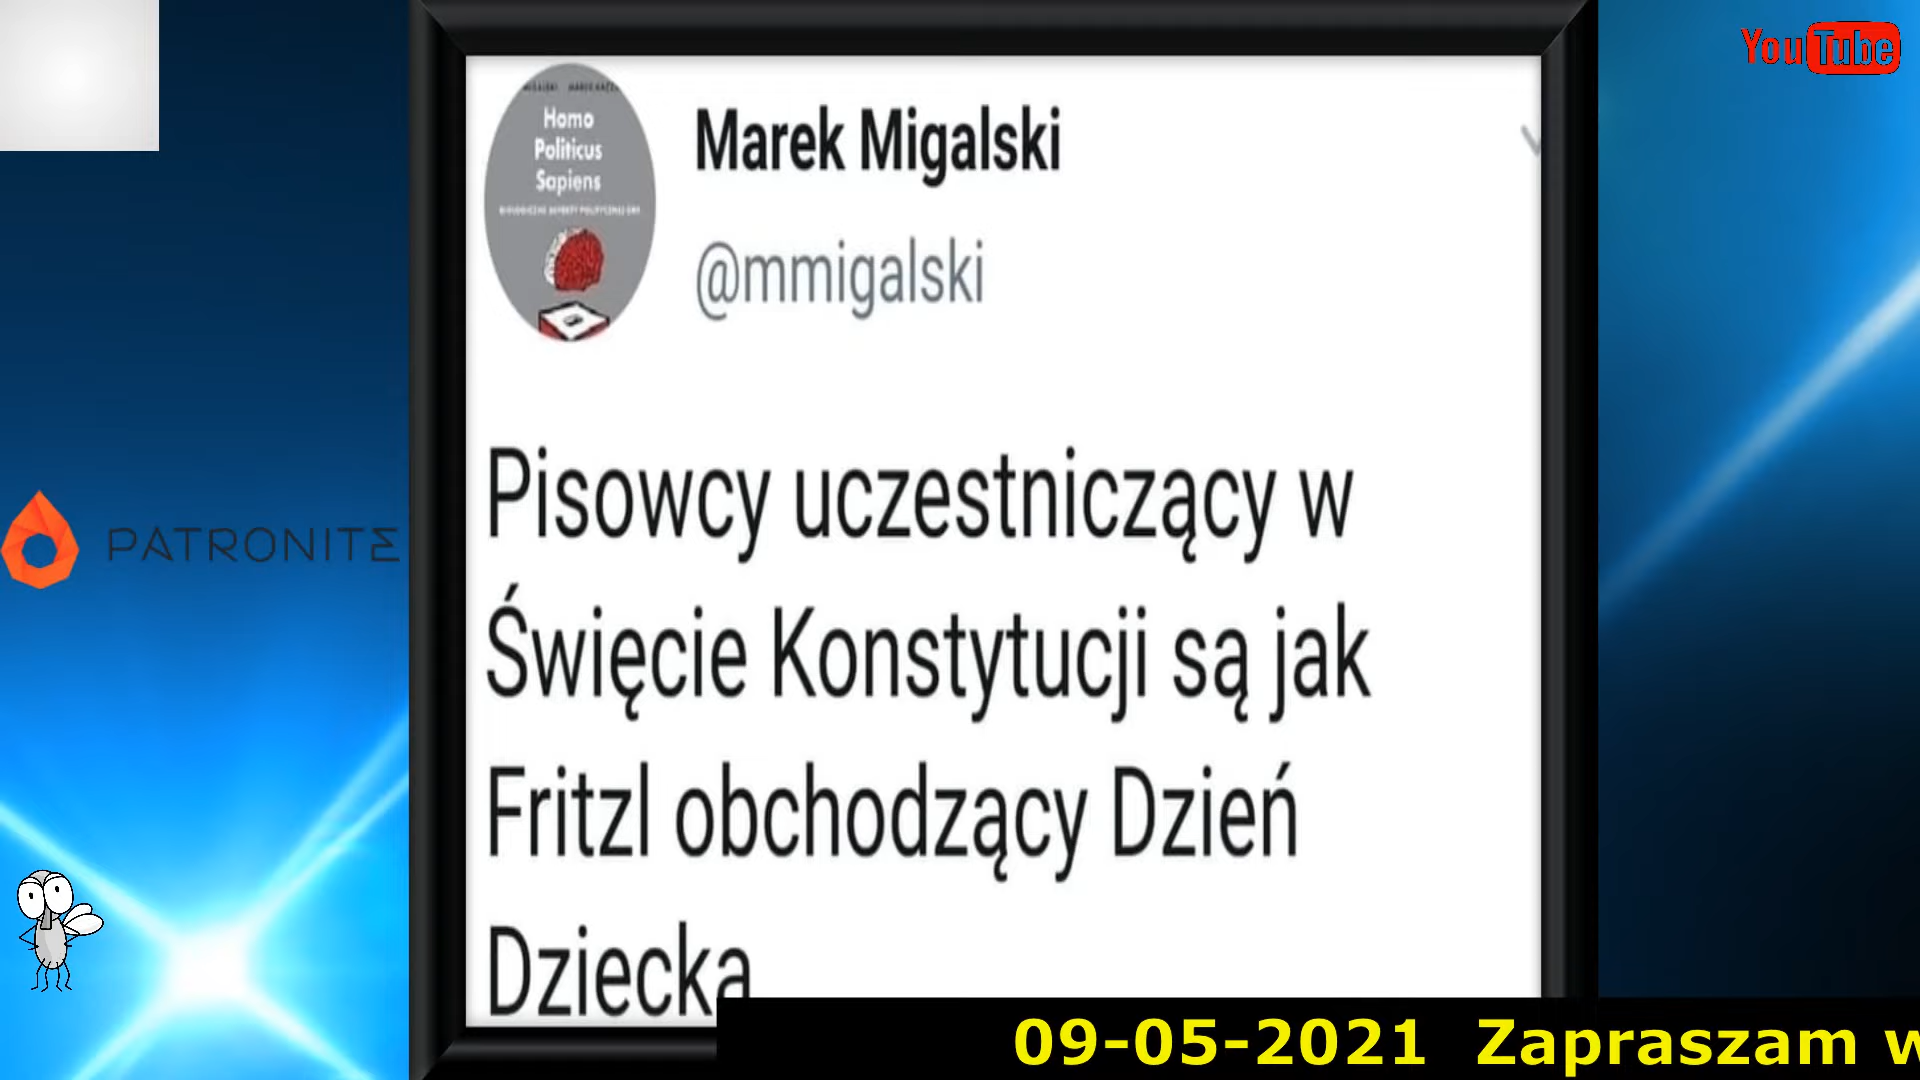 YouTube
Homo
Politicus
Sapiens
Marek Migalski
@mmigalski
PATRONITE
Pisowcy uczestniczący w
Święcie Konstytucji są jak
Fritzl obchodzący Dzień
Dziecka
09-05-2021 Zapraszam w